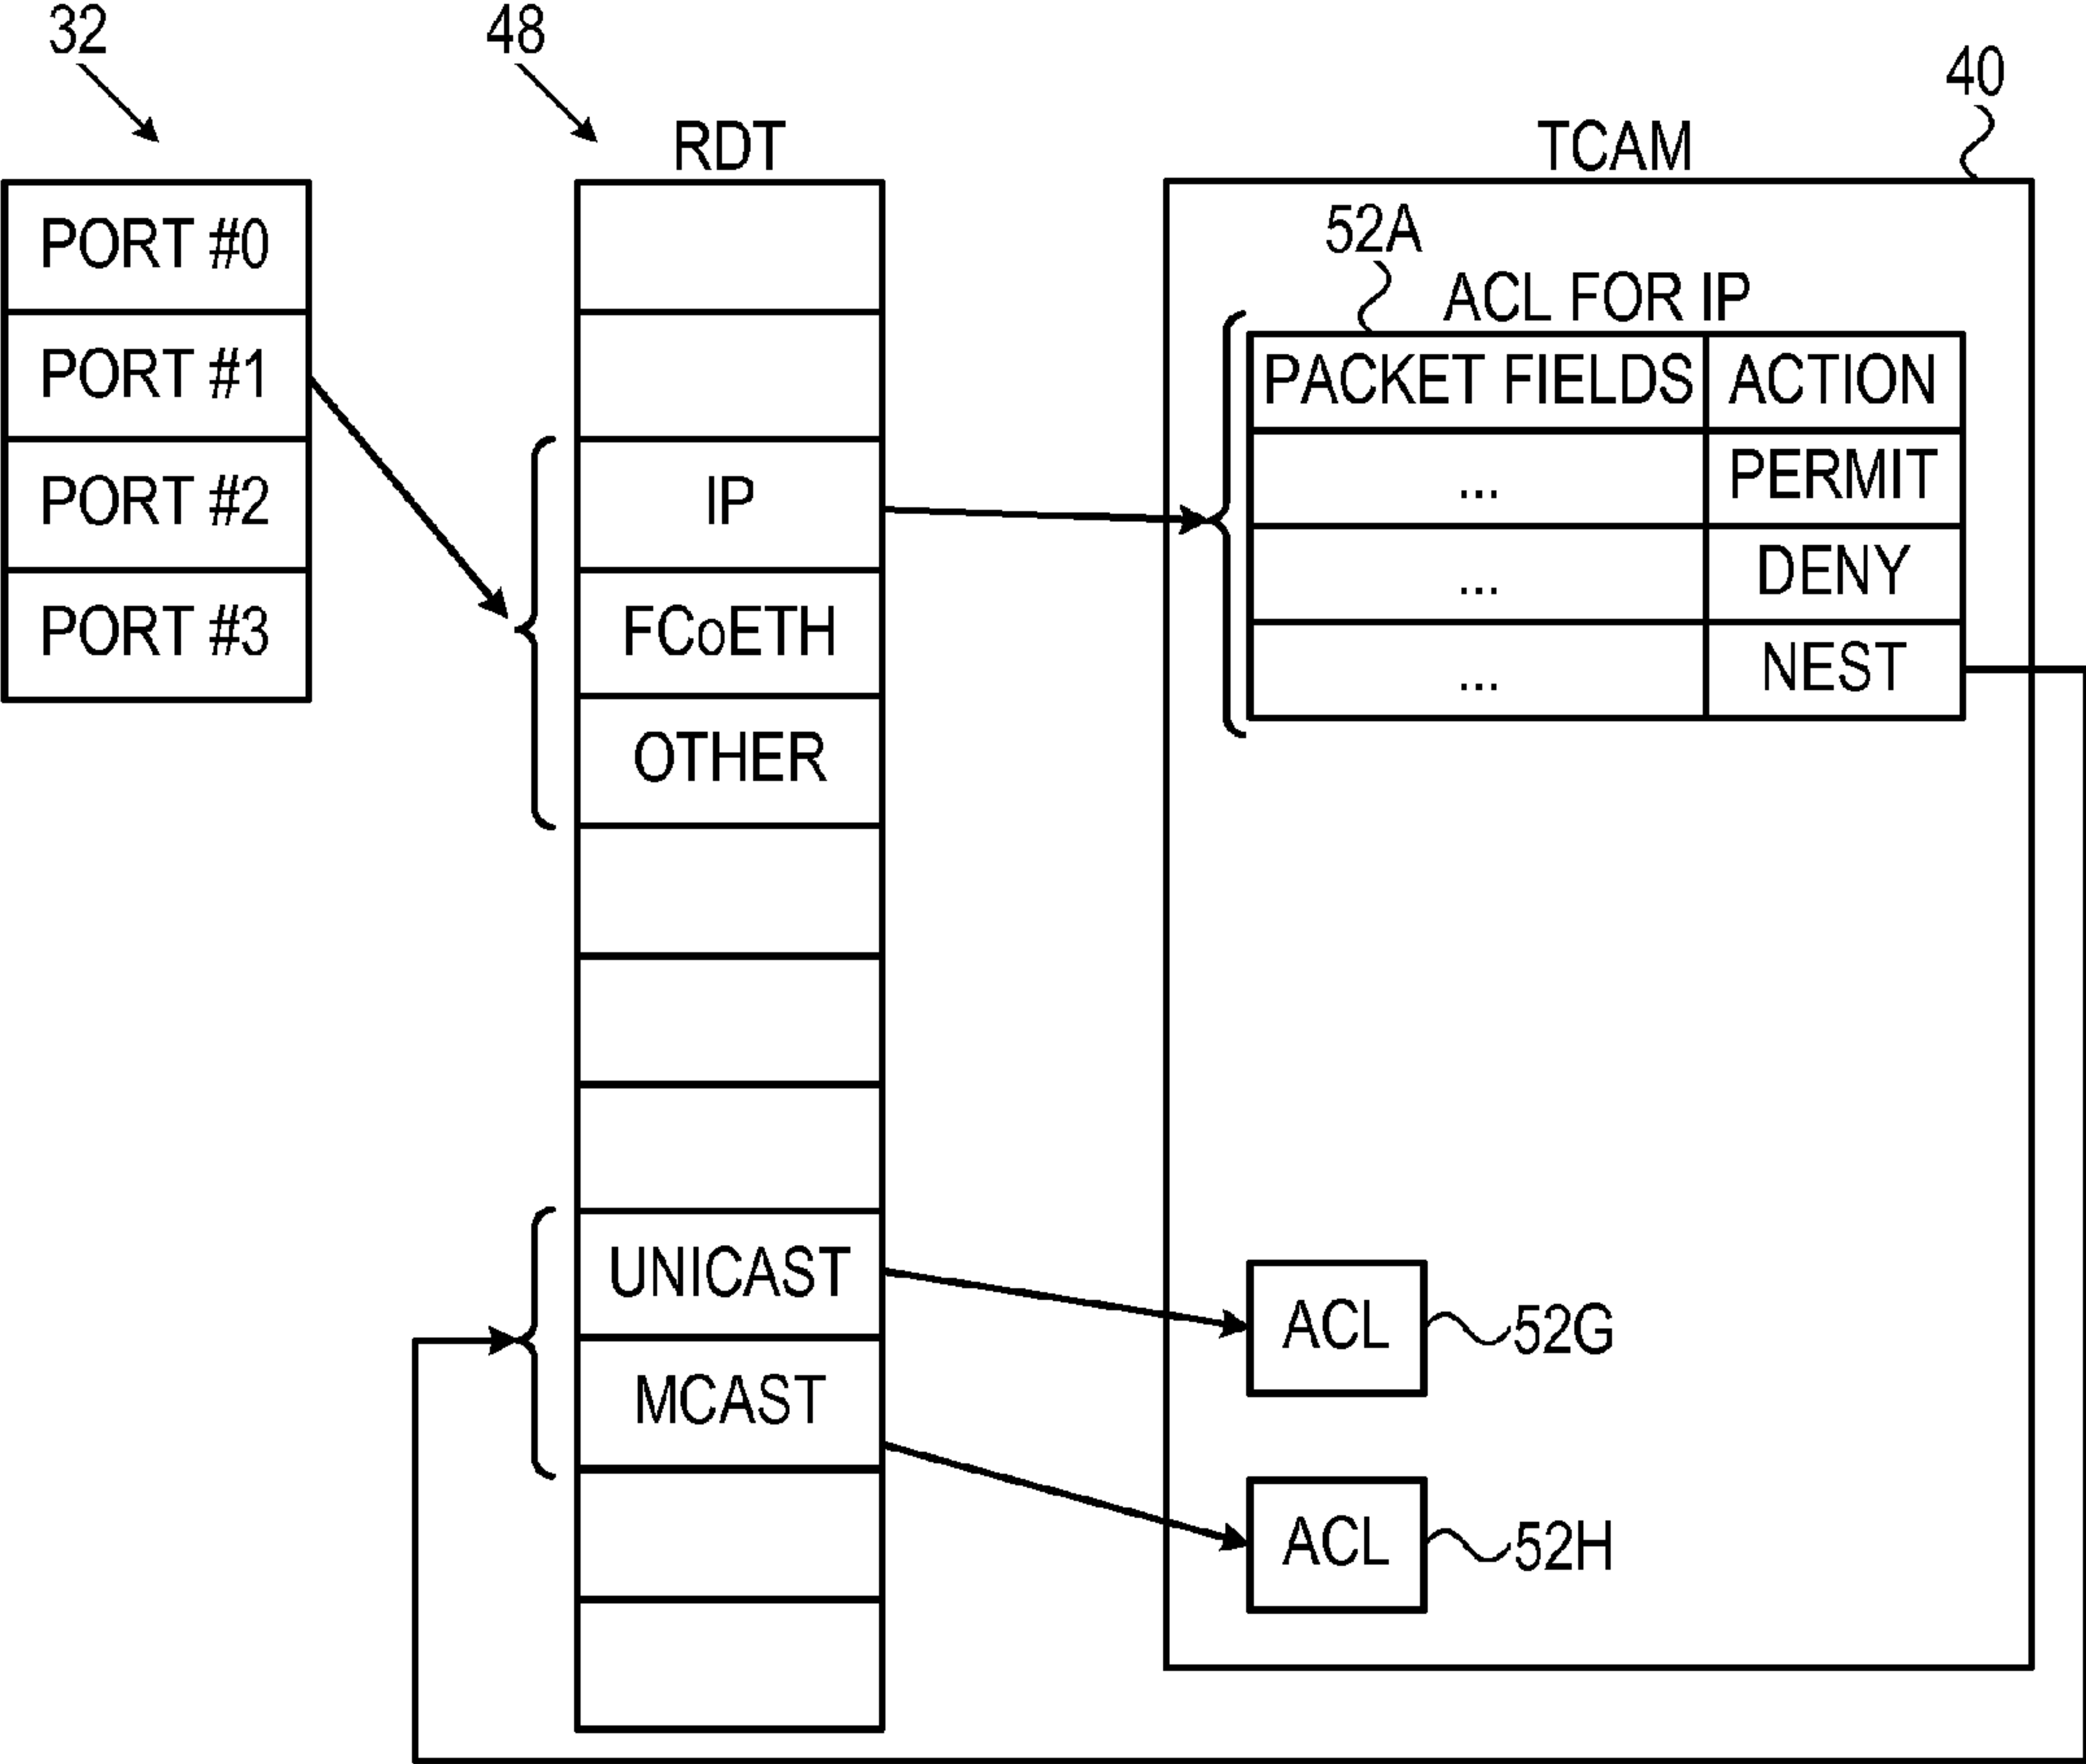 32
48
40
RDT
TCAM
PORT #0
PORT #1
PORT #2
PORT #3
IP
FCoETH
OTHER
UNICAST
MCAST
52A
ACL FOR IP
PACKET FIELDS ACTION
... PERMIT
... DENY
... NEST
ACL 52G
ACL 52H